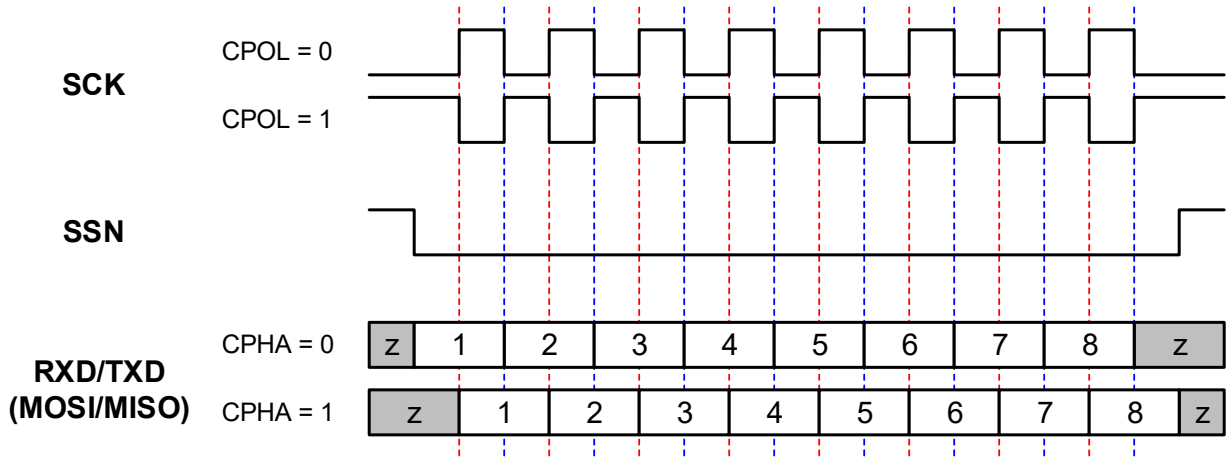 CPOL = 0
SCK
CPOL = 1
SSN
CPHA = 0 z 1 2 3 4 5 6 7 8 z
RXD/TXD
(MOSI/MISO)
CPHA = 1 z 1 2 3 4 5 6 7 8 z